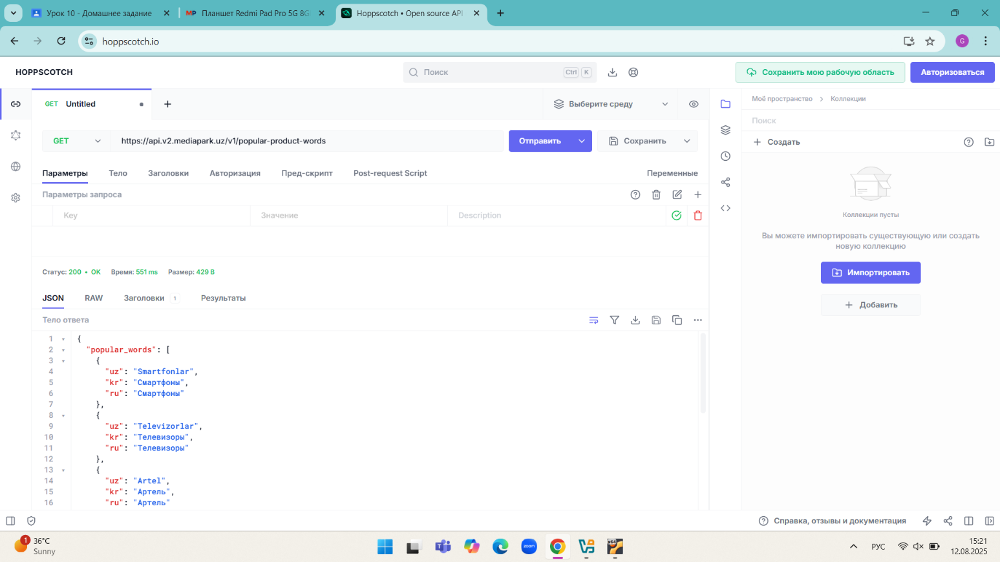 Урок 10 - Домашнее задание
Планшет Redmi Pad Pro 5G 8G
Hoppscotch • Open source API
hoppscotch.io
G
HOPPSCOTCH
Поиск
Ctrl K
Сохранить мою рабочую область
Авторизоваться
GET Untitled
Выберите среду
Моё пространство
Коллекции
Поиск
GET
https://api.v2.mediapark.uz/v1/popular-product-words
Отправить
Сохранить
Создать
Параметры
Тело
Заголовки
Авторизация
Пред-скрипт
Post-request Script
Переменные
Параметры запроса
Key
Значение
Description
Коллекции пусты
Вы можете импортировать существующую или создать
новую коллекцию
Импортировать
Добавить
Статус: 200 • OK
Время: 551 ms
Размер: 429 B
JSON
RAW
Заголовки 1
Результаты
Тело ответа
1 {
2 "popular_words": [
3 {
4 "uz": "Smartfonlar",
5 "kr": "Смартфоны",
6 "ru": "Смартфоны"
7 },
8 {
9 "uz": "Televizorlar",
10 "kr": "Телевизоры",
11 "ru": "Телевизоры"
12 },
13 {
14 "uz": "Artel",
15 "kr": "Артель",
16 "ru": "Артель"
Справка, отзывы и документация
1
36°C
Sunny
zoom
x64
РУС
15:21
12.08.2025